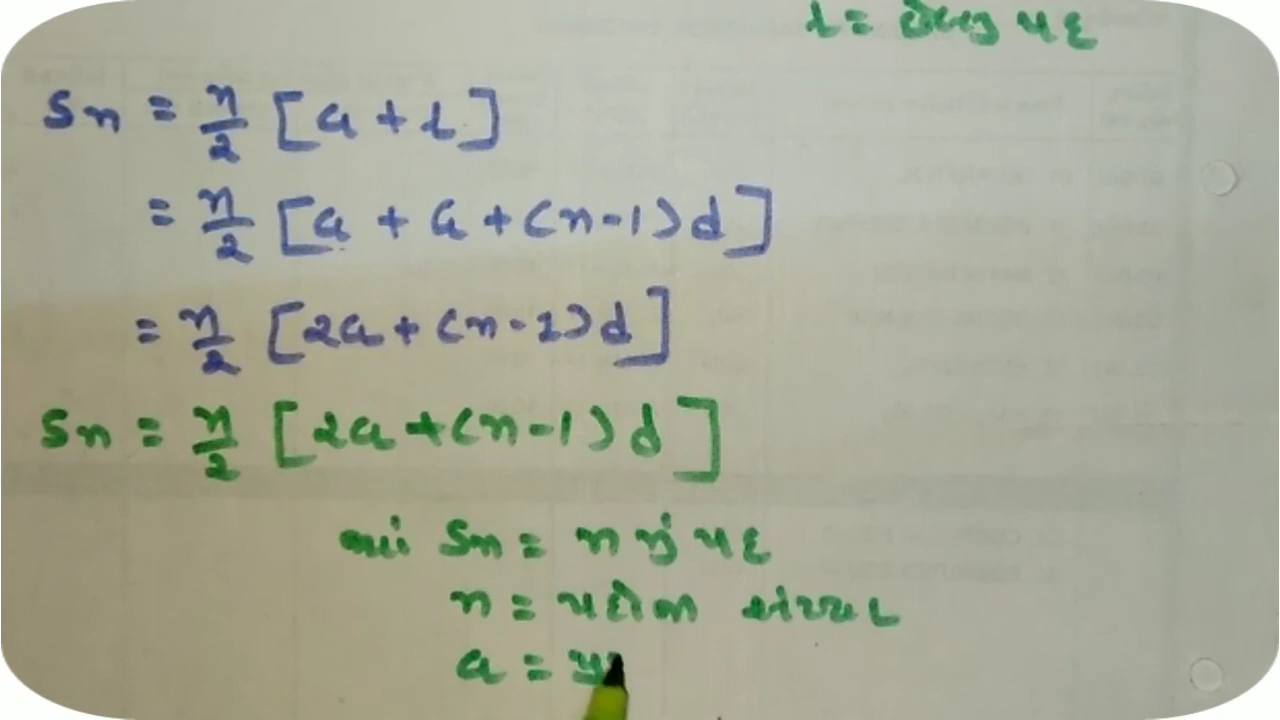 l = છેલ્લું પદ
Sn = n/2 [a + l]
= n/2 [a + a + (n-1)d]
= n/2 [2a + (n-1)d]
Sn = n/2 [2a + (n-1)d]
જ્યાં Sn = n નું પદ
n = પદોની સંખ્યા
a =